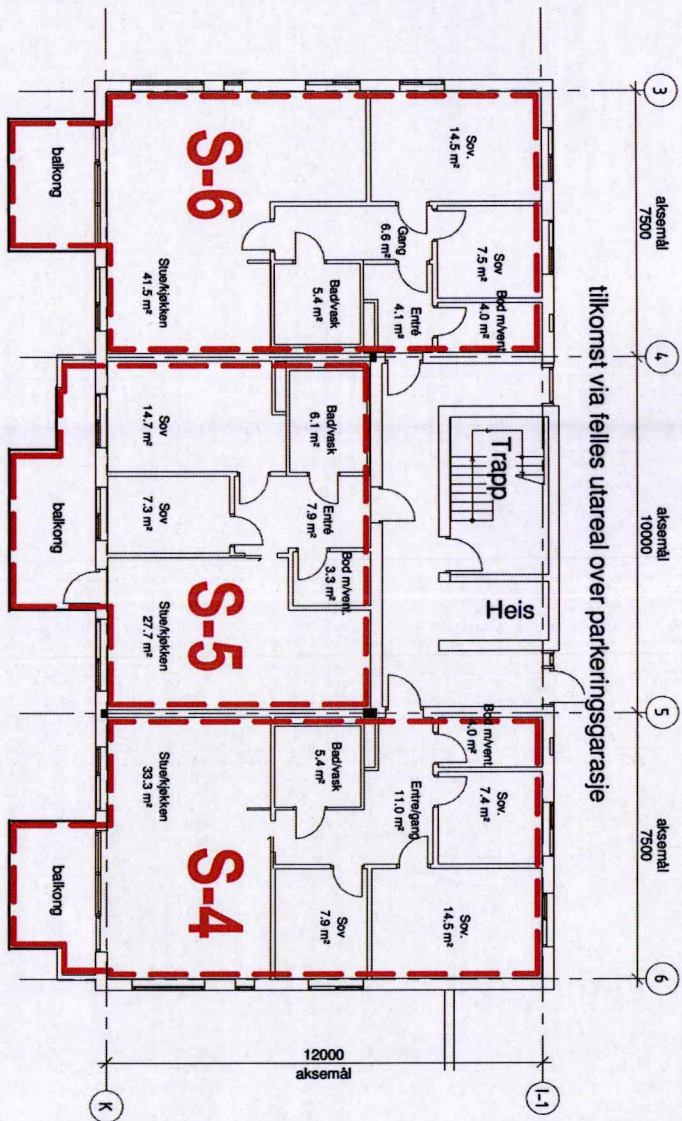 3
aksemål
7500
4
aksemål
10000
5
aksemål
7500
6
tilkomst via felles utareal over parkeringsgarasje
Sov.
14.5 m²
Sov
7.5 m²
Bod m/vent
4.0 m²
Gang
6.6 m²
Entré
4.1 m²
Bad/vask
5.4 m²
S-6
Stue/kjøkken
41.5 m²
balkong
Trapp
Heis
Bad/vask
6.1 m²
Entré
7.9 m²
Bod m/vent.
3.3 m²
Sov
14.7 m²
Sov
7.3 m²
S-5
Stue/kjøkken
27.7 m²
balkong
Bod m/vent
4.0 m²
Sov.
7.4 m²
Sov.
14.5 m²
Entre/gang
11.0 m²
Bad/vask
5.4 m²
Sov
7.9 m²
S-4
Stue/kjøkken
33.3 m²
balkong
12000
aksemål
K
I-1